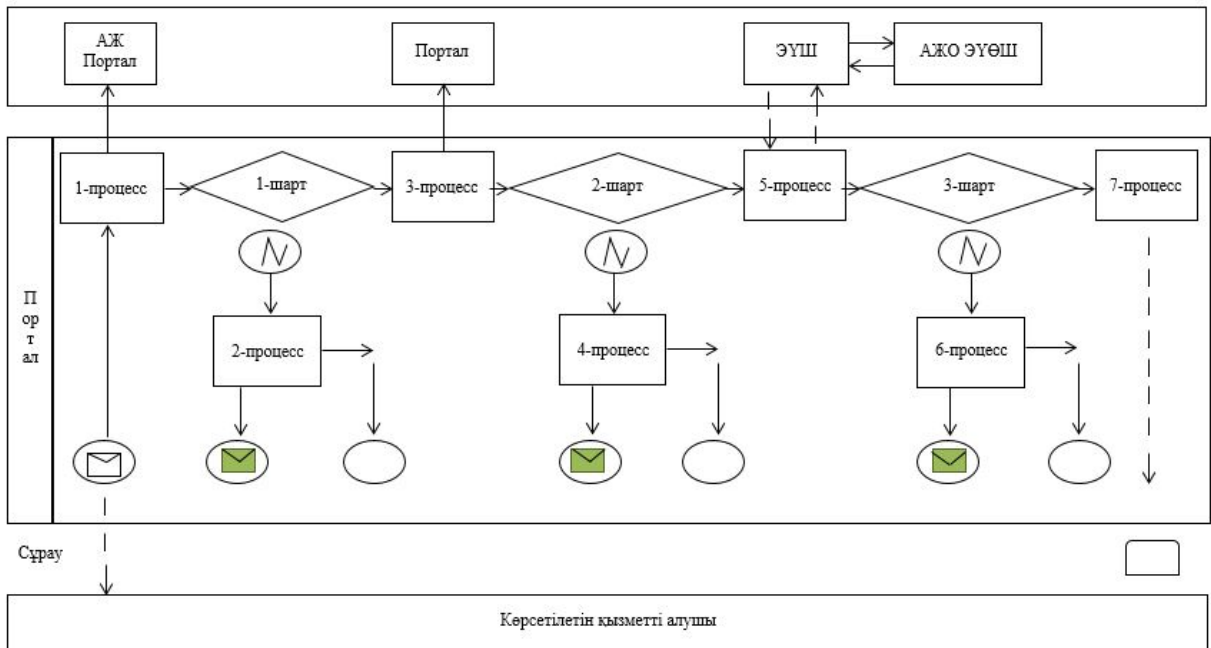 АЖ
Портал
Портал
ЭҮШ
АЖО ЭҮӨШ
1-процесс
1-шарт
3-процесс
2-шарт
5-процесс
3-шарт
7-процесс
П
ор
т
ал
2-процесс
4-процесс
6-процесс
Сұрау
Көрсетілетін қызметті алушы